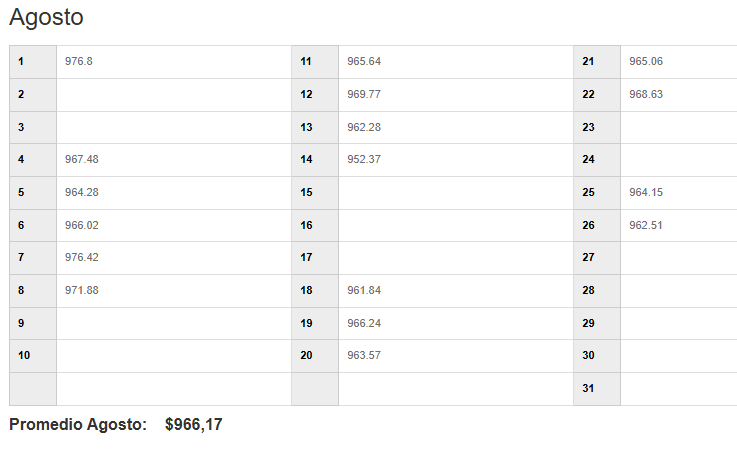 Agosto
1 976.8 11 965.64 21 965.06
2 12 969.77 22 968.63
3 13 962.28 23
4 967.48 14 952.37 24
5 964.28 15 25 964.15
6 966.02 16 26 962.51
7 976.42 17 27
8 971.88 18 961.84 28
9 19 966.24 29
10 20 963.57 30
31
Promedio Agosto: $966,17